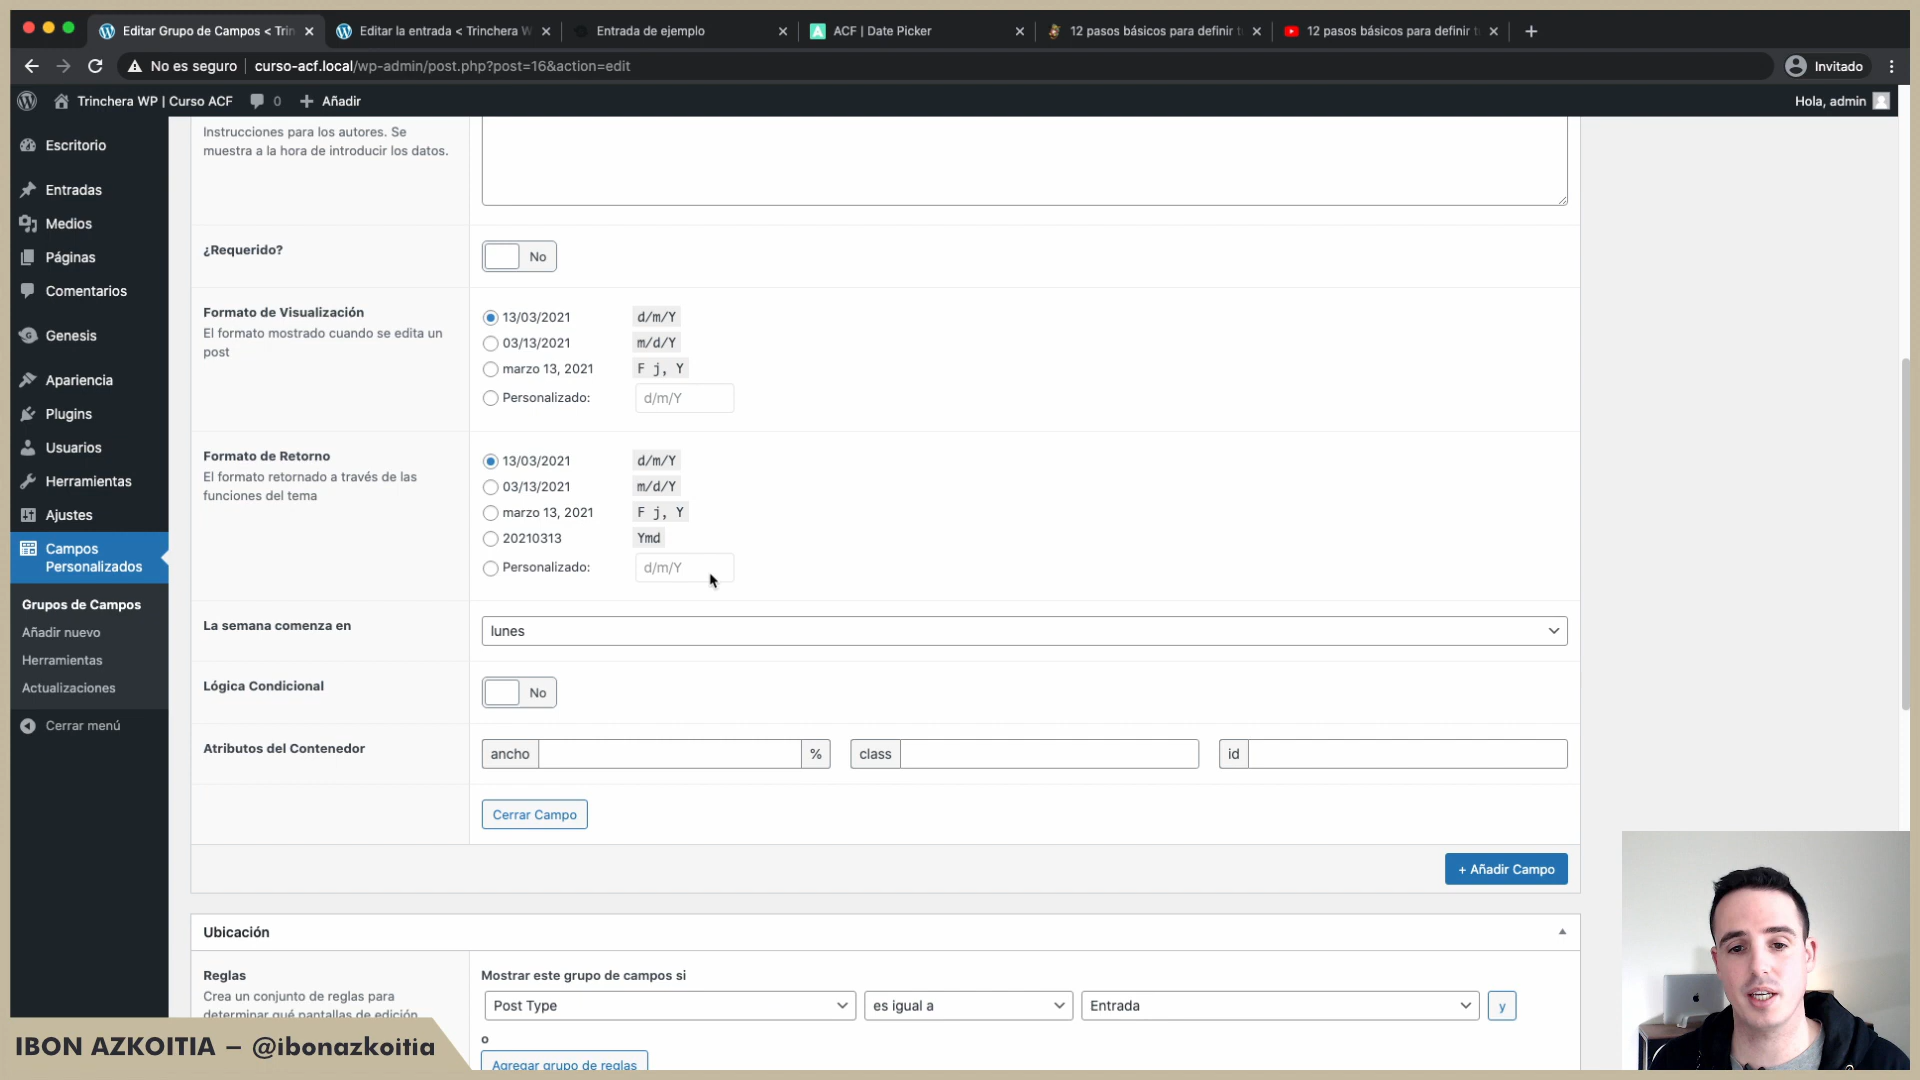 Editar Grupo de Campos < Trin
Editar la entrada < Trinchera W
Entrada de ejemplo
ACF | Date Picker
12 pasos básicos para definir t
12 pasos básicos para definir t
No es seguro
curso-acf.local/wp-admin/post.php?post=16&action=edit
Invitado
Trinchera WP | Curso ACF
0
Añadir
Hola, admin
Escritorio
Entradas
Medios
Páginas
Comentarios
Genesis
Apariencia
Plugins
Usuarios
Herramientas
Ajustes
Campos
Personalizados
Grupos de Campos
Añadir nuevo
Herramientas
Actualizaciones
Cerrar menú
Instrucciones para los autores. Se
muestra a la hora de introducir los datos.
¿Requerido?
No
Formato de Visualización
El formato mostrado cuando se edita un
post
13/03/2021 d/m/Y
03/13/2021 m/d/Y
marzo 13, 2021 F j, Y
Personalizado: d/m/Y
Formato de Retorno
El formato retornado a través de las
funciones del tema
13/03/2021 d/m/Y
03/13/2021 m/d/Y
marzo 13, 2021 F j, Y
20210313 Ymd
Personalizado: d/m/Y
La semana comenza en
lunes
Lógica Condicional
No
Atributos del Contenedor
ancho %
class
id
Cerrar Campo
+ Añadir Campo
Ubicación
Reglas
Crea un conjunto de reglas para
determinar qué pantallas de edición
Mostrar este grupo de campos si
Post Type
es igual a
Entrada
y
o
Agregar grupo de reglas
IBON AZKOITIA – @ibonazkoitia